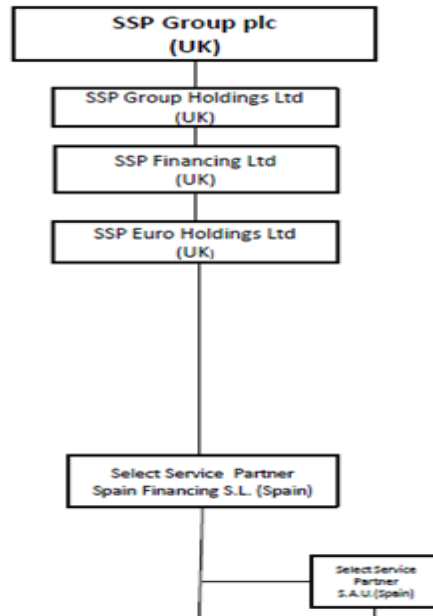 SSP Group plc
(UK)
SSP Group Holdings Ltd
(UK)
SSP Financing Ltd
(UK)
SSP Euro Holdings Ltd
(UK)
Select Service Partner
Spain Financing S.L. (Spain)
Select Service
Partner
S.A.U.(Spain)